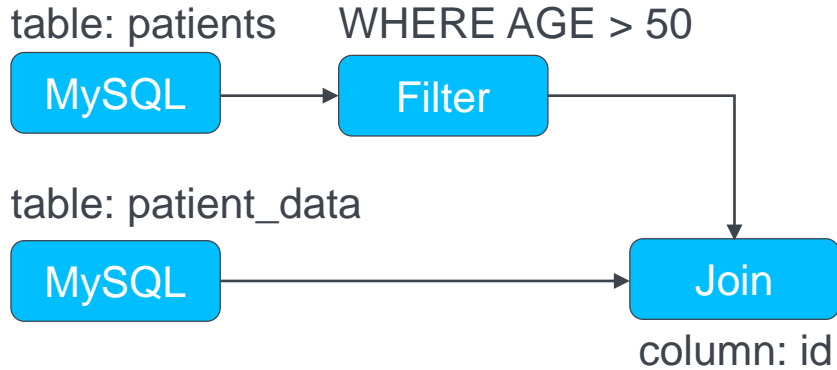 table: patients
WHERE AGE > 50
MySQL
Filter
table: patient_data
MySQL
Join
column: id